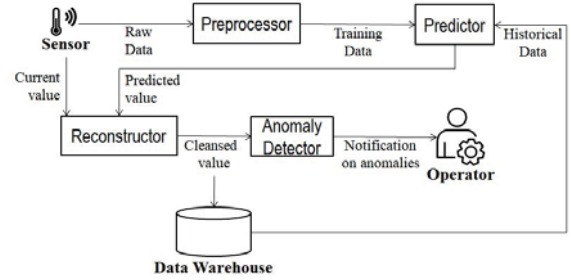 Sensor
Raw
Data
Preprocessor
Training
Data
Predictor
Historical
Data
Current
value
Predicted
value
Reconstructor
Cleansed
value
Anomaly
Detector
Notification
on anomalies
Operator
Data Warehouse